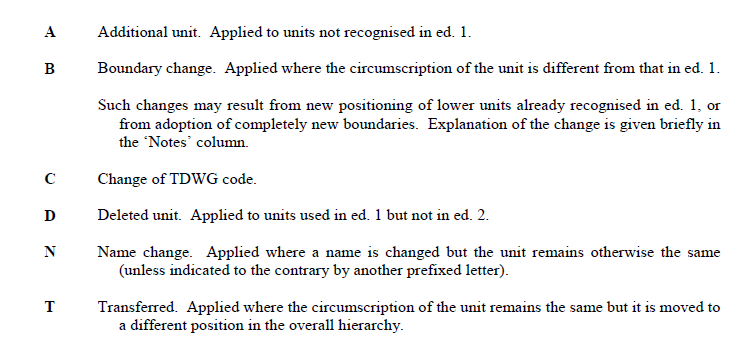 A Additional unit. Applied to units not recognised in ed. 1.
B Boundary change. Applied where the circumscription of the unit is different from that in ed. 1.
Such changes may result from new positioning of lower units already recognised in ed. 1, or
from adoption of completely new boundaries. Explanation of the change is given briefly in
the ‘Notes’ column.
C Change of TDWG code.
D Deleted unit. Applied to units used in ed. 1 but not in ed. 2.
N Name change. Applied where a name is changed but the unit remains otherwise the same
(unless indicated to the contrary by another prefixed letter).
T Transferred. Applied where the circumscription of the unit remains the same but it is moved to
a different position in the overall hierarchy.